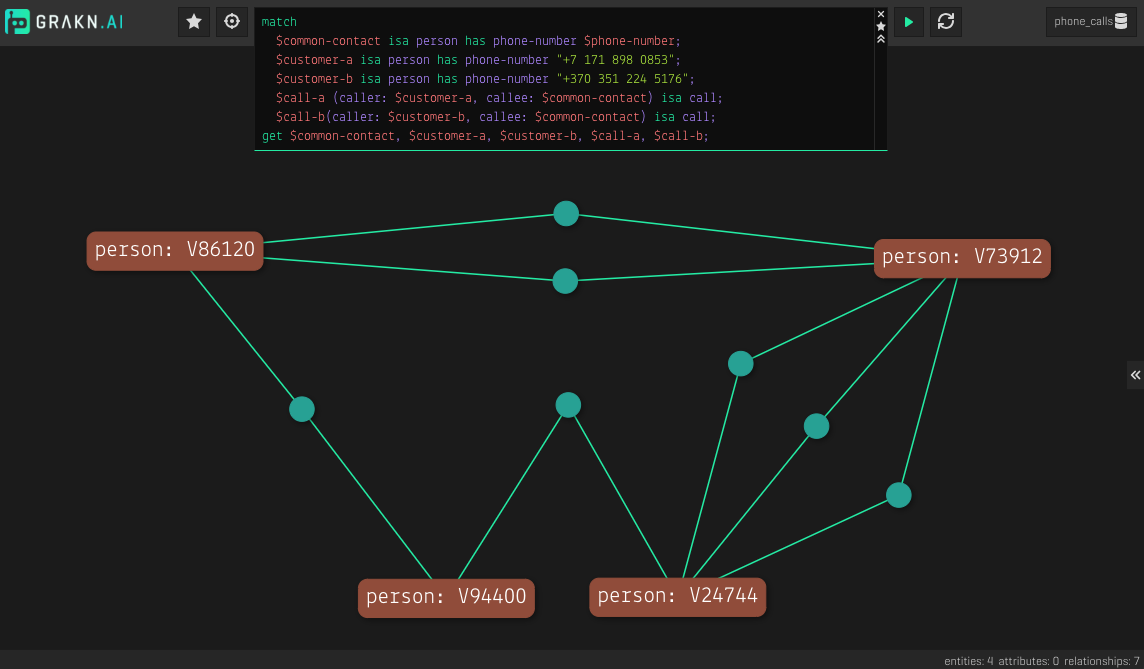 GRAKN.AI
match
$common-contact isa person has phone-number $phone-number;
$customer-a isa person has phone-number "+7 171 898 0853";
$customer-b isa person has phone-number "+370 351 224 5176";
$call-a (caller: $customer-a, callee: $common-contact) isa call;
$call-b(caller: $customer-b, callee: $common-contact) isa call;
get $common-contact, $customer-a, $customer-b, $call-a, $call-b;
phone_calls
person: V86120
person: V73912
person: V94400
person: V24744
entities: 4 attributes: 0 relationships: 7